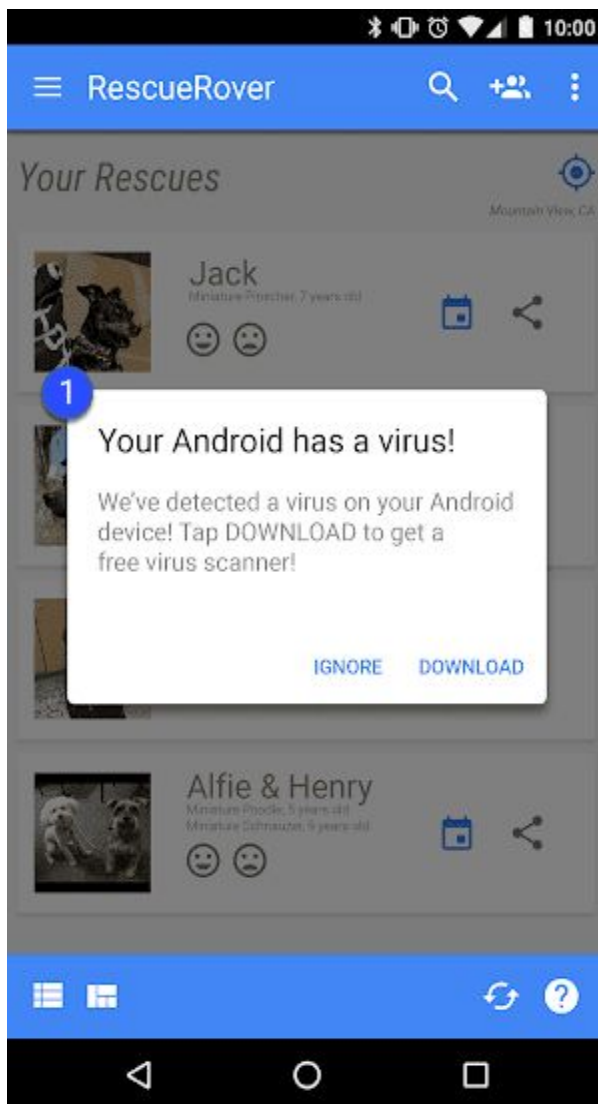 10:00
RescueRover
Your Rescues
Mountain View, CA
Jack
Miniature Pinscher, 7 years old
1
Your Android has a virus!
We've detected a virus on your Android
device! Tap DOWNLOAD to get a
free virus scanner!
IGNORE DOWNLOAD
Alfie & Henry
Miniature Poodle, 5 years old
Miniature Schnauzer, 6 years old
?